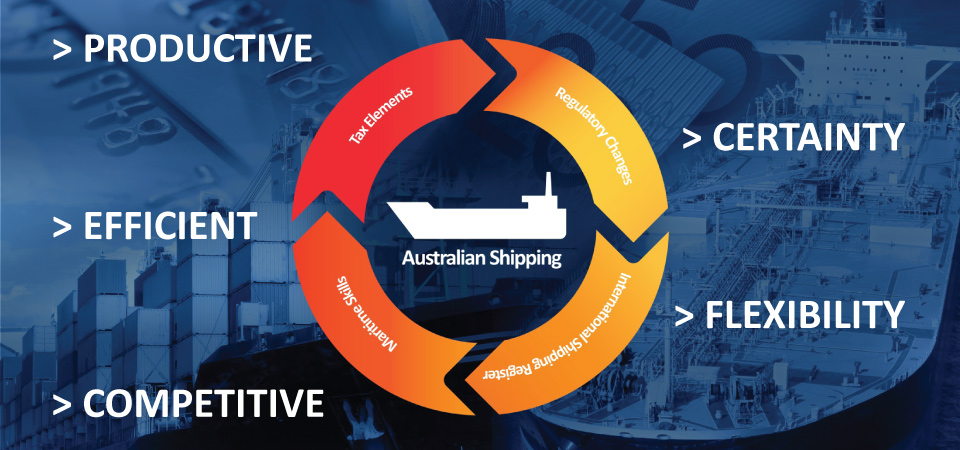 > PRODUCTIVE
> EFFICIENT
> COMPETITIVE
Tax Elements
Regulatory Changes
International Shipping Register
Maritime Skills
Australian Shipping
> CERTAINTY
> FLEXIBILITY